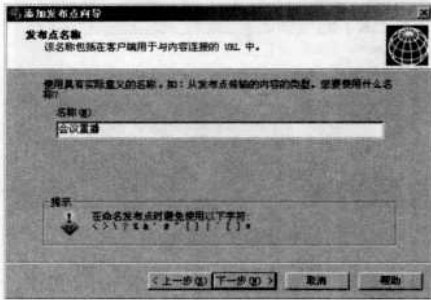 添加发布点向导
发布点名称
该名称包括在客户端用于与内容连接的 URL 中。
使用具有实际意义的名称，如：从发布点传输的内容的类型。您要使用什么名
称?
名称(M)
会议重播
提示
在命名发布点时避免使用以下字符:
< > \ ? % & ' # " { } |
< 上一步(B)
下一步(N) >
取消
帮助